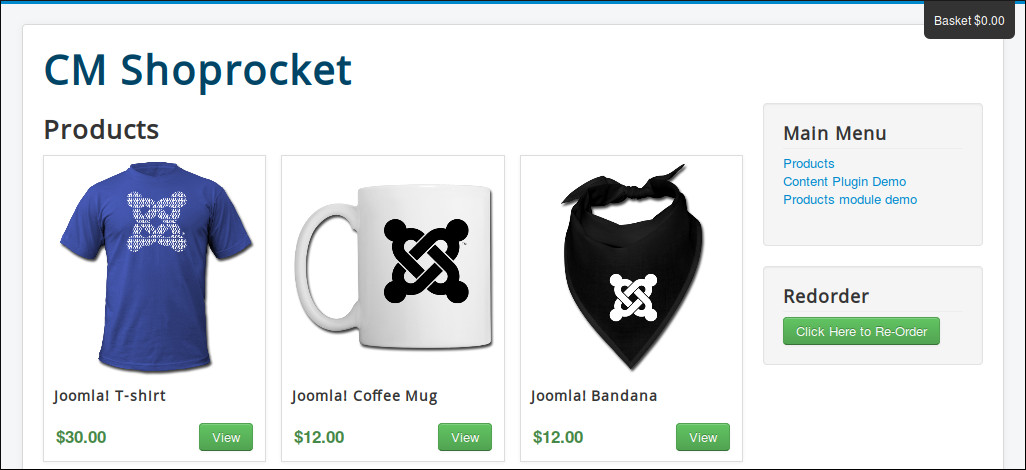 Basket $0.00
CM Shoprocket
Products
Joomla! T-shIrt
$30.00
View
Joomla! Coffee Mug
$12.00
View
Joomla! Bandana
$12.00
View
Main Menu
Products
Content Plugin Demo
Products module demo
Redorder
Click Here to Re-Order